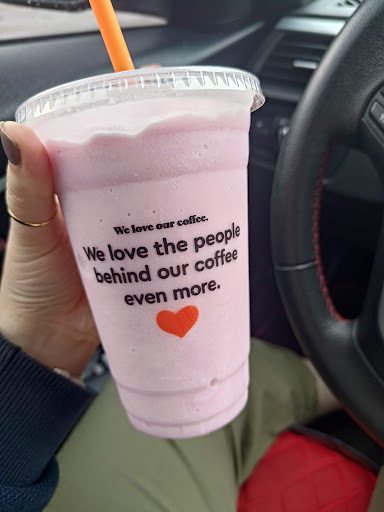 We love our coffee.
We love the people
behind our coffee
even more.